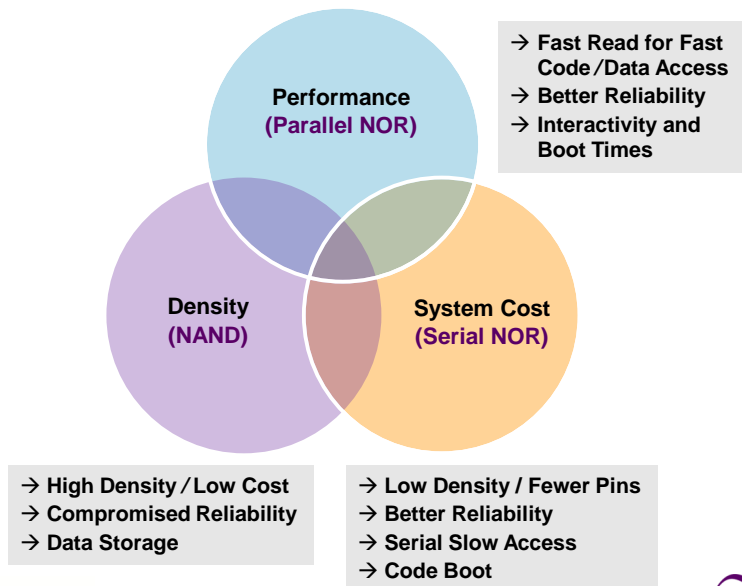 → Fast Read for Fast
Code/Data Access
→ Better Reliability
→ Interactivity and
Boot Times
Performance
(Parallel NOR)
Density
(NAND)
System Cost
(Serial NOR)
→ High Density / Low Cost
→ Compromised Reliability
→ Data Storage
→ Low Density / Fewer Pins
→ Better Reliability
→ Serial Slow Access
→ Code Boot